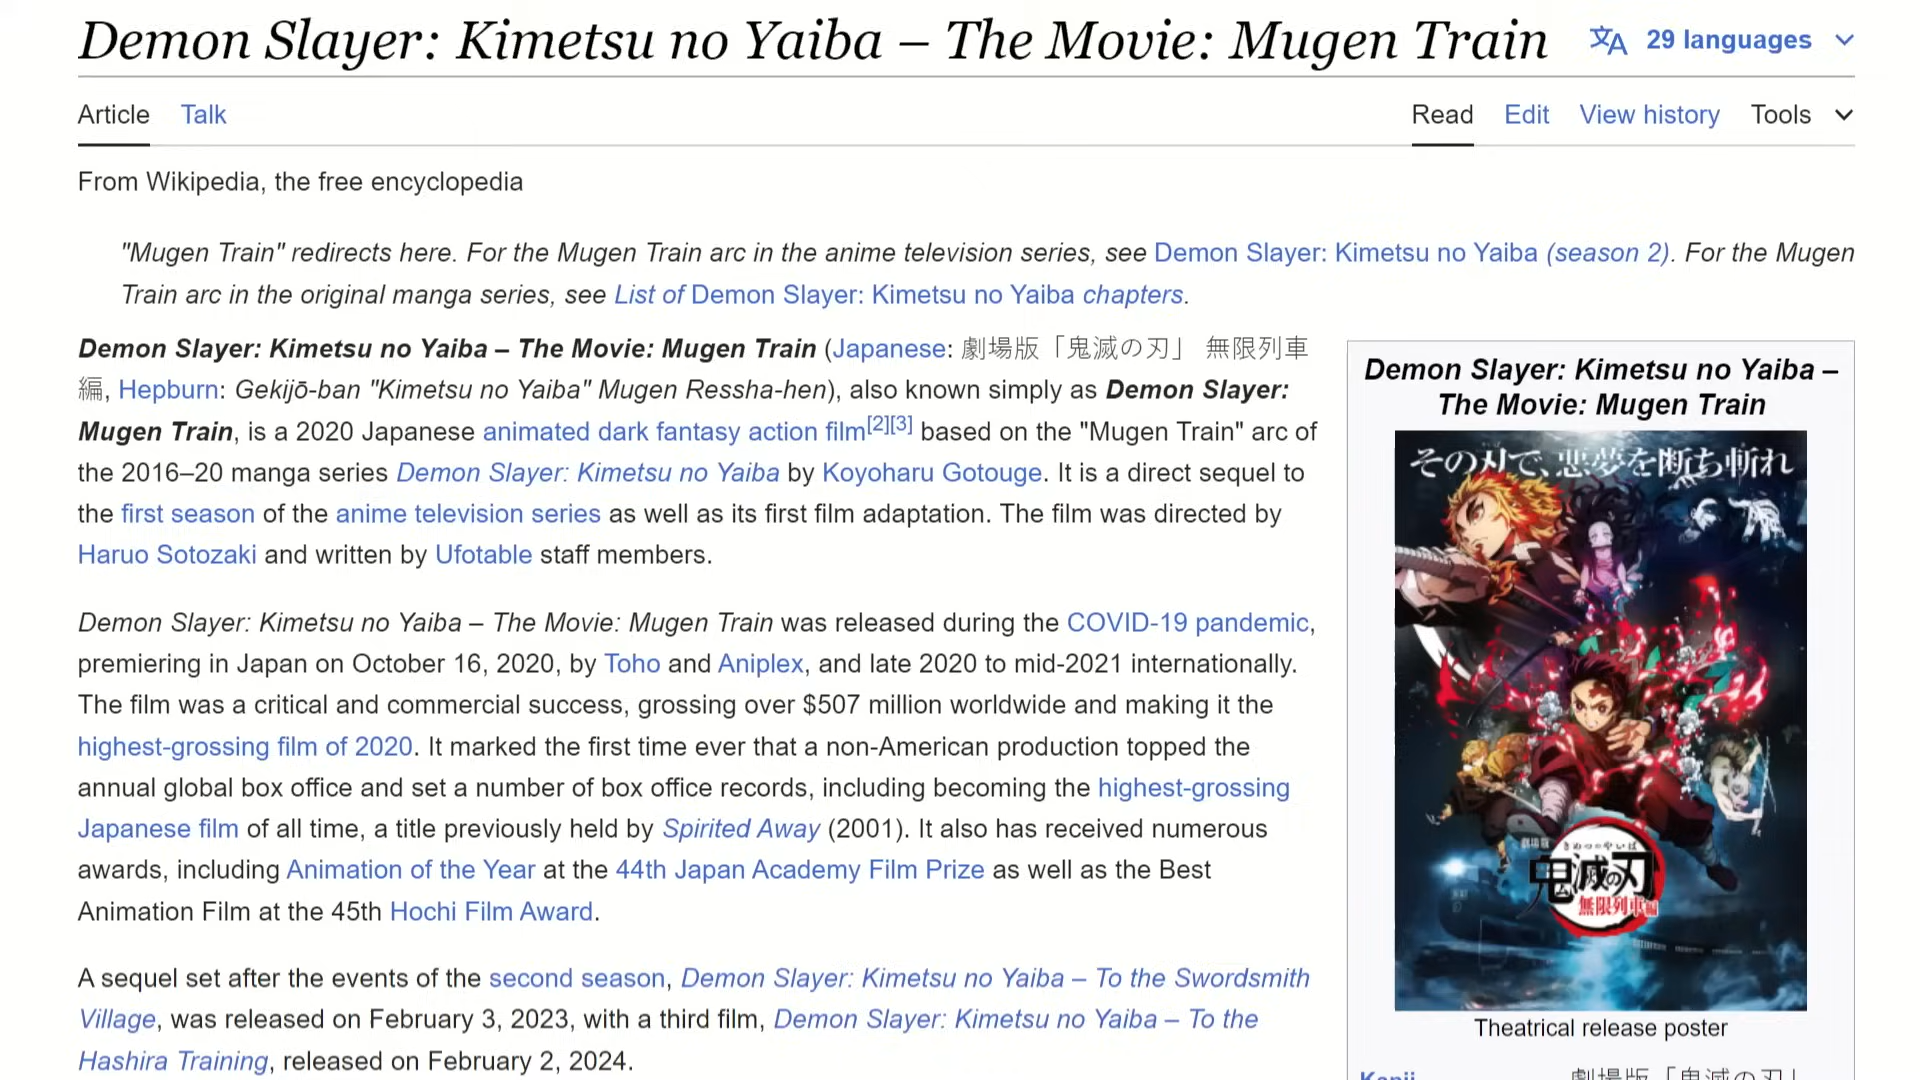 Demon Slayer: Kimetsu no Yaiba – The Movie: Mugen Train
29 languages
Article Talk
Read Edit View history Tools
From Wikipedia, the free encyclopedia
"Mugen Train" redirects here. For the Mugen Train arc in the anime television series, see Demon Slayer: Kimetsu no Yaiba (season 2). For the Mugen
Train arc in the original manga series, see List of Demon Slayer: Kimetsu no Yaiba chapters.
Demon Slayer: Kimetsu no Yaiba – The Movie: Mugen Train (Japanese: 劇場版「鬼滅の刃」 無限列車
編, Hepburn: Gekijō-ban "Kimetsu no Yaiba" Mugen Ressha-hen), also known simply as Demon Slayer:
Mugen Train, is a 2020 Japanese animated dark fantasy action film[2][3] based on the "Mugen Train" arc of
the 2016–20 manga series Demon Slayer: Kimetsu no Yaiba by Koyoharu Gotouge. It is a direct sequel to
the first season of the anime television series as well as its first film adaptation. The film was directed by
Haruo Sotozaki and written by Ufotable staff members.
Demon Slayer: Kimetsu no Yaiba – The Movie: Mugen Train was released during the COVID-19 pandemic,
premiering in Japan on October 16, 2020, by Toho and Aniplex, and late 2020 to mid-2021 internationally.
The film was a critical and commercial success, grossing over $507 million worldwide and making it the
highest-grossing film of 2020. It marked the first time ever that a non-American production topped the
annual global box office and set a number of box office records, including becoming the highest-grossing
Japanese film of all time, a title previously held by Spirited Away (2001). It also has received numerous
awards, including Animation of the Year at the 44th Japan Academy Film Prize as well as the Best
Animation Film at the 45th Hochi Film Award.
A sequel set after the events of the second season, Demon Slayer: Kimetsu no Yaiba – To the Swordsmith
Village, was released on February 3, 2023, with a third film, Demon Slayer: Kimetsu no Yaiba – To the
Hashira Training, released on February 2, 2024.
Demon Slayer: Kimetsu no Yaiba –
The Movie: Mugen Train
その刃で、悪夢を断ち斬れ
劇場版
きめつのやいば
鬼滅の刃
無限列車編
Theatrical release poster
Kanji 劇場版「鬼滅の刃」